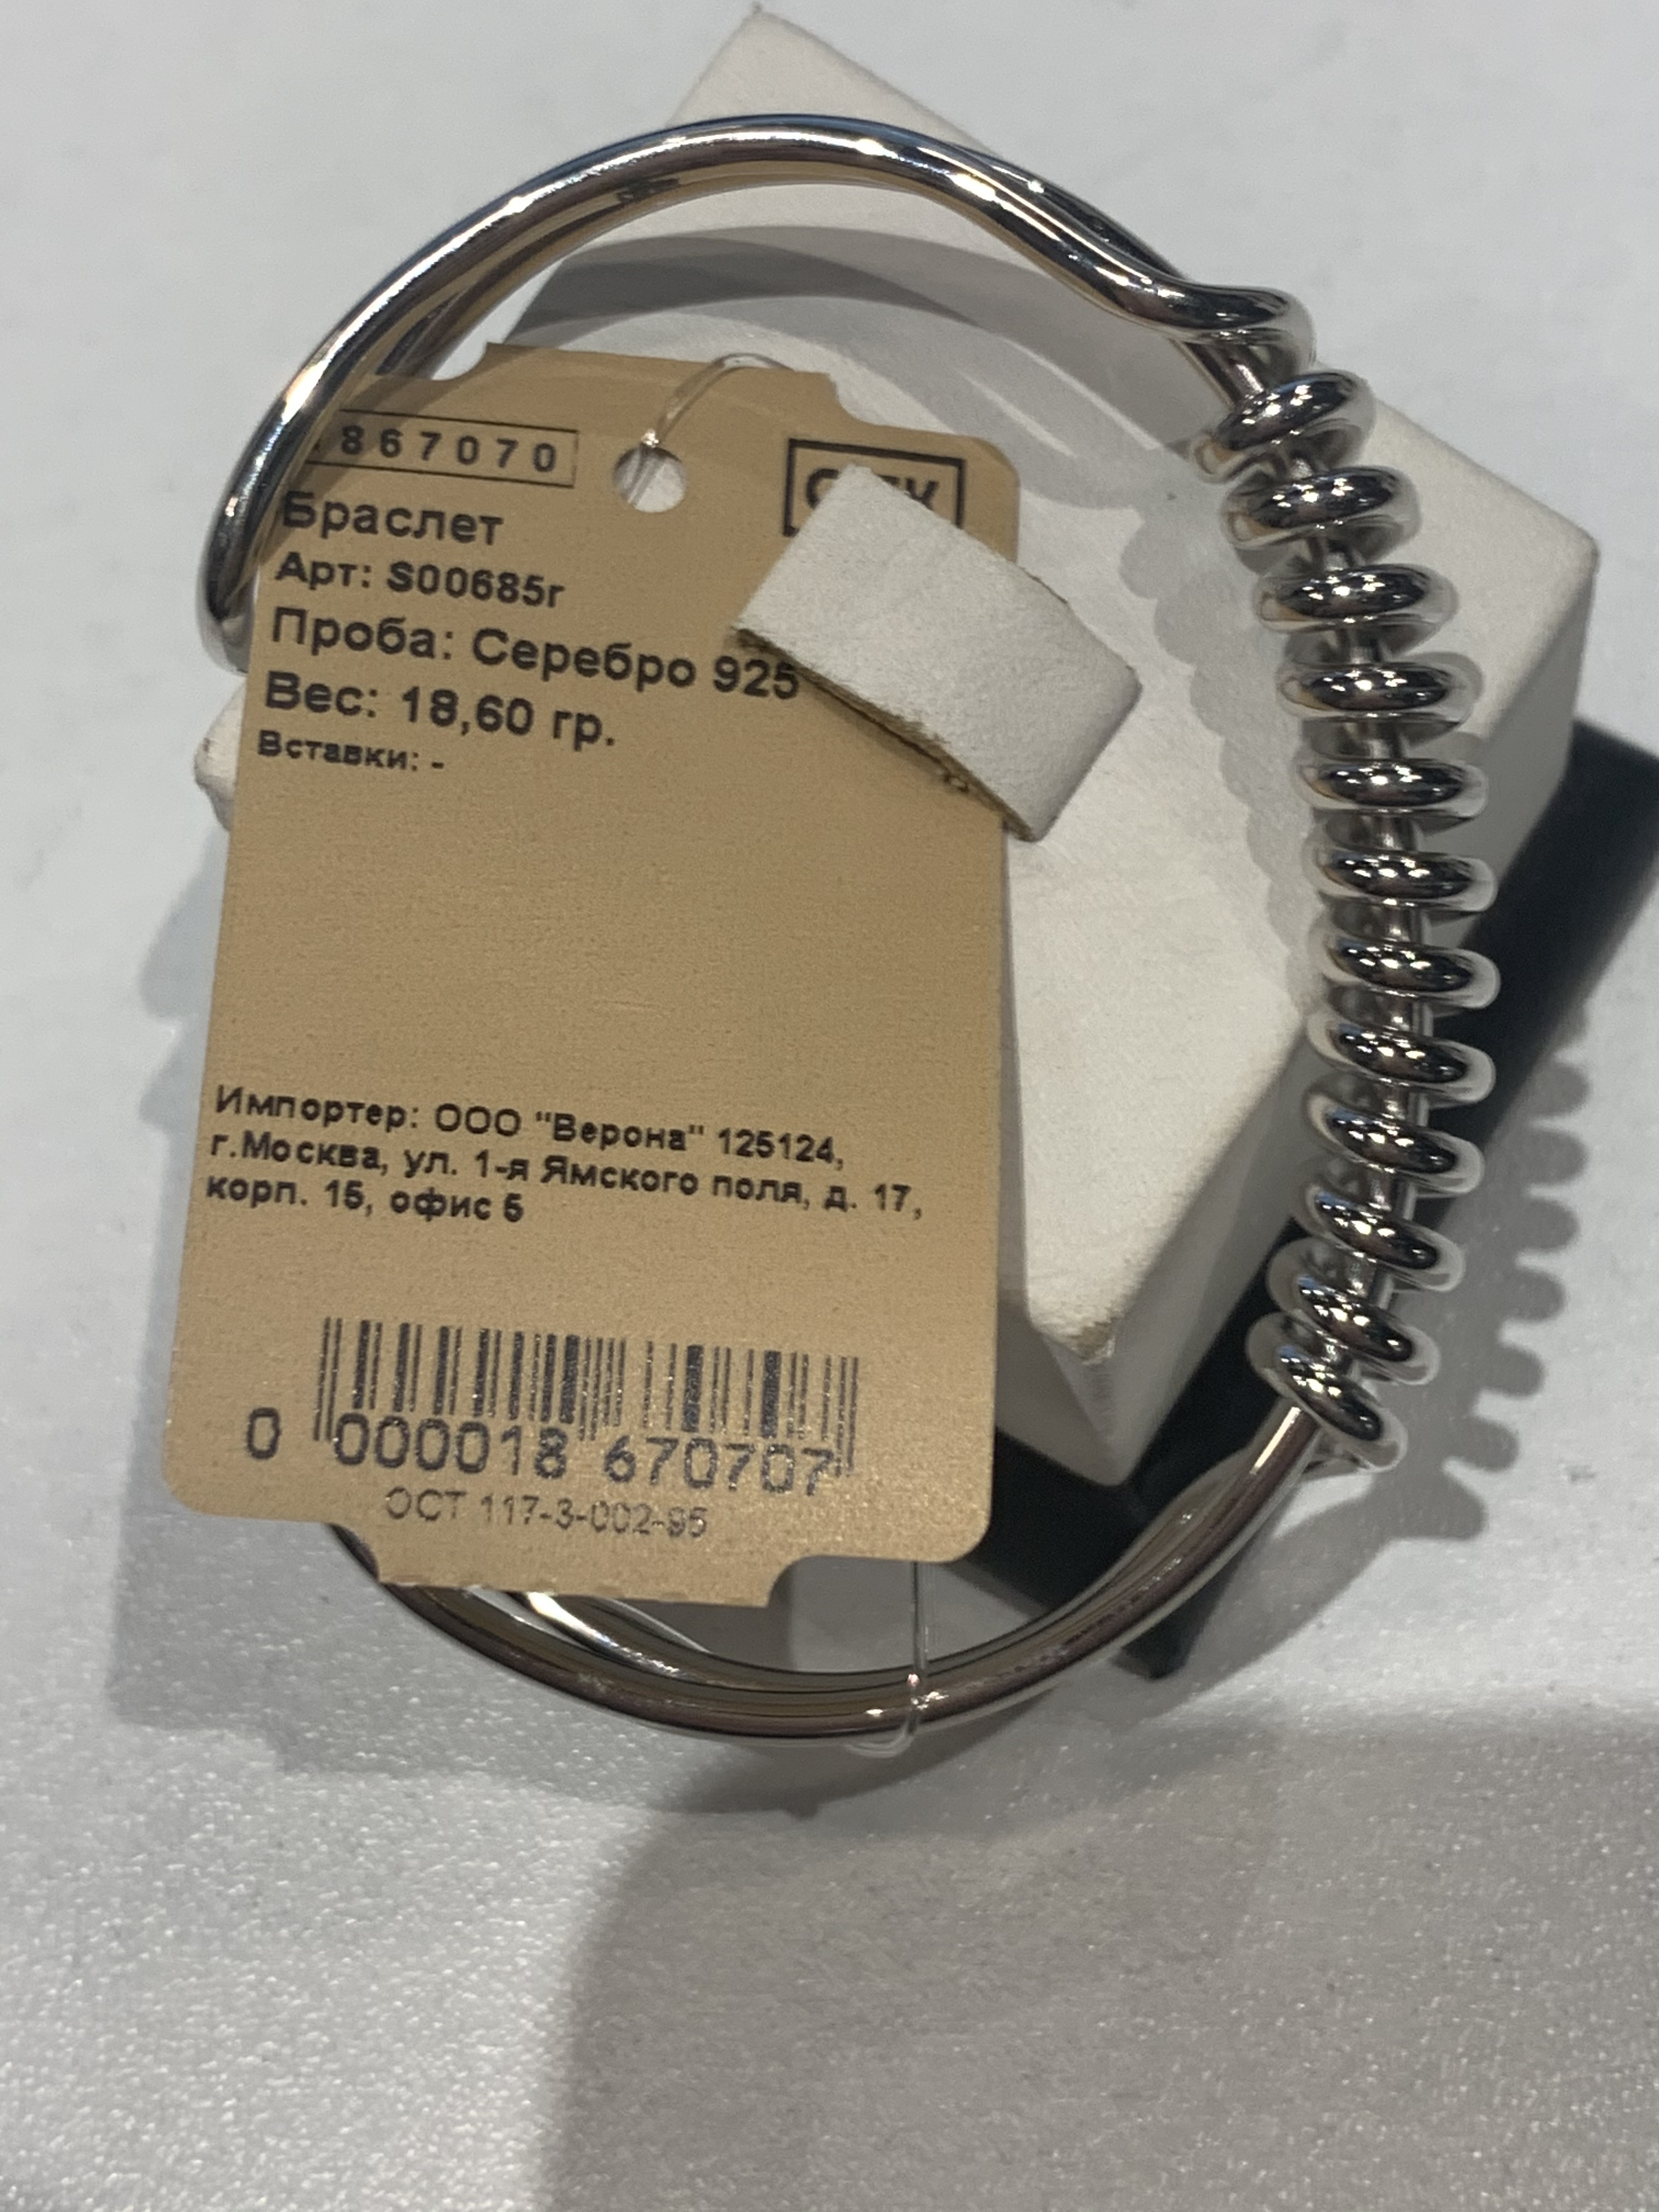 867070
Браслет
Арт: S00685r
Проба: Серебро 925
Вес: 18,60 гр.
Вставки: -
Импортер: ООО "Верона" 125124,
г.Москва, ул. 1-я Ямского поля, д. 17,
корп. 15, офис 5
0 000018 670707
ОСТ 117-3-002-95